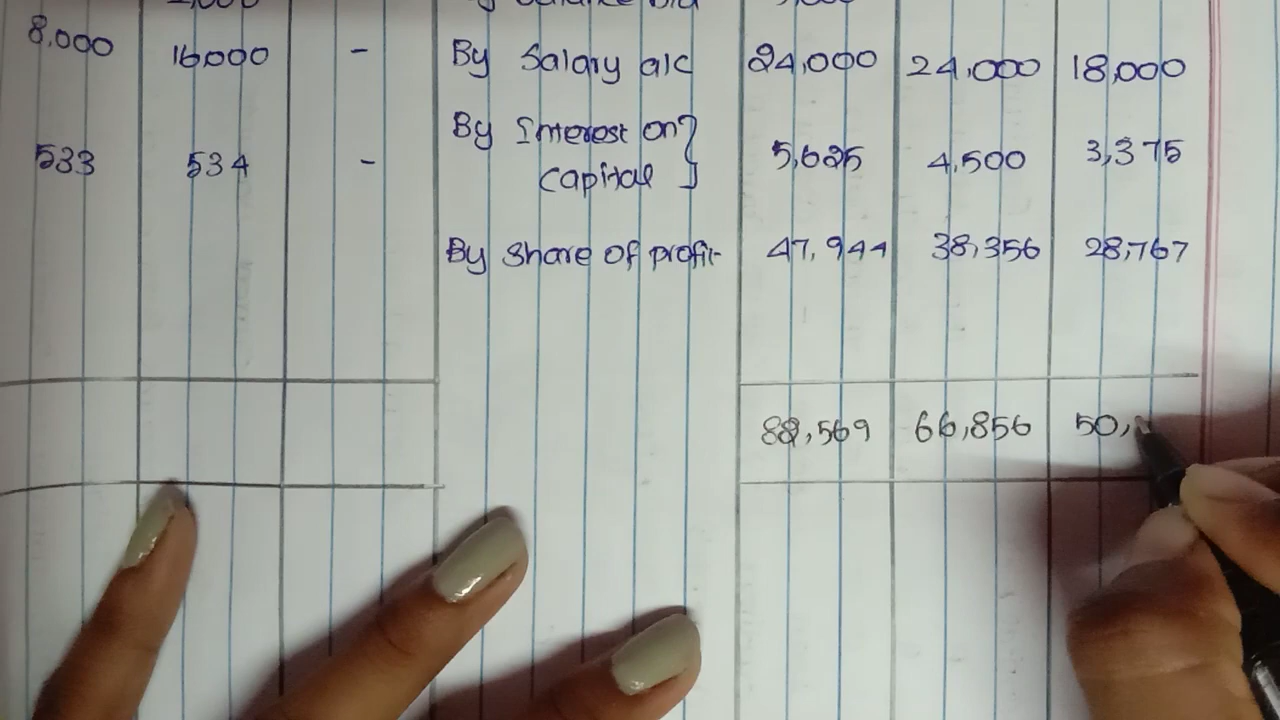 8,000 16000 - By Salary a/c 24,000 24,000 18,000
By Interest on }
533 534 - Capital } 5,625 4,500 3,375
By Share of profit 47,944 38,356 28,767
88,569 66,856 50,